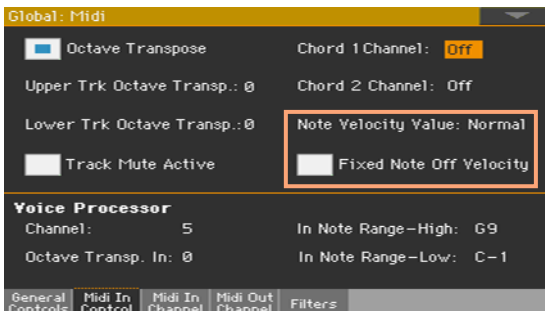 Global: Midi
Octave Transpose
Chord 1 Channel: Off
Upper Trk Octave Transp.: 0
Chord 2 Channel: Off
Lower Trk Octave Transp.:0
Note Velocity Value: Normal
Track Mute Active
Fixed Note Off Velocity
Voice Processor
Channel: 5
In Note Range-High: G9
Octave Transp. In: 0
In Note Range-Low: C-1
General Controls
Midi In Control
Midi In Channel
Midi Out Channel
Filters